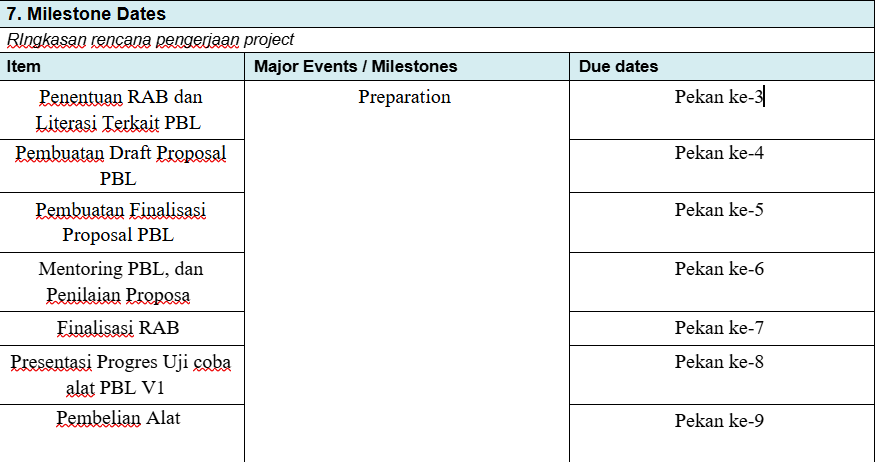 7. Milestone Dates
RIngkasan rencana pengerjaan project
Item Major Events / Milestones Due dates
Penentuan RAB dan Preparation Pekan ke-3
Literasi Terkait PBL
Pembuatan Draft Proposal Pekan ke-4
PBL
Pembuatan Finalisasi Pekan ke-5
Proposal PBL
Mentoring PBL, dan Pekan ke-6
Penilaian Proposa
Finalisasi RAB Pekan ke-7
Presentasi Progres Uji coba Pekan ke-8
alat PBL V1
Pembelian Alat Pekan ke-9